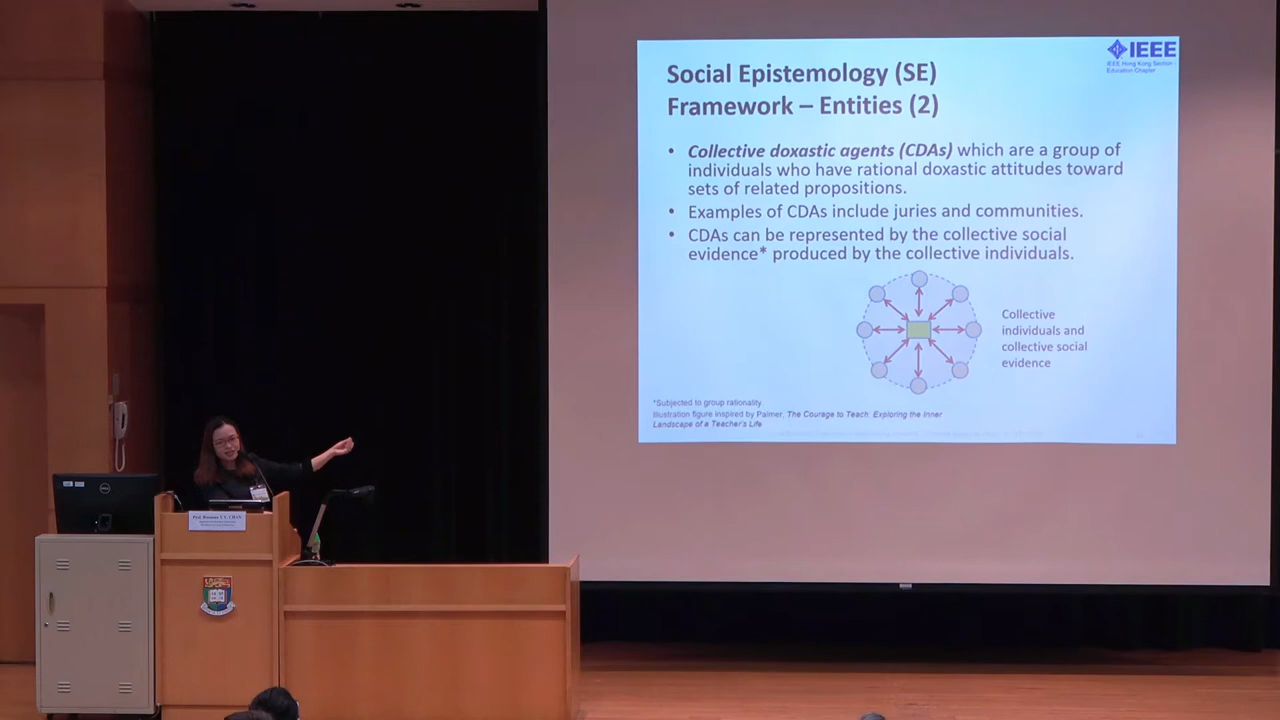 IEEE
IEEE Hong Kong Section
Education Chapter
Social Epistemology (SE)
Framework – Entities (2)
• Collective doxastic agents (CDAs) which are a group of
individuals who have rational doxastic attitudes toward
sets of related propositions.
• Examples of CDAs include juries and communities.
• CDAs can be represented by the collective social
evidence* produced by the collective individuals.
Collective
individuals and
collective social
evidence
*Subjected to group rationality
Illustration figure inspired by Palmer, The Courage to Teach: Exploring the Inner
Landscape of a Teacher's Life
DELL
CHAN